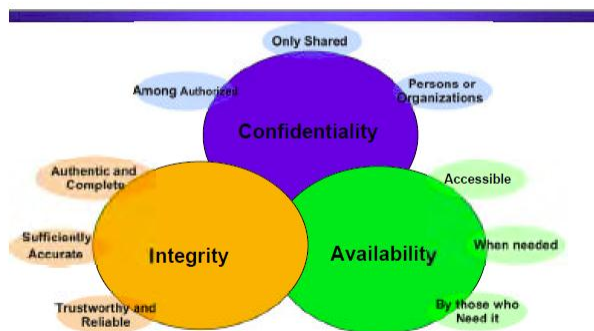 Only Shared
Among Authorized
Persons or
Organizations
Confidentiality
Authentic and
Complete
Accessible
Sufficiently
Accurate
Integrity
Availability
When needed
Trustworthy and
Reliable
By those who
Need it